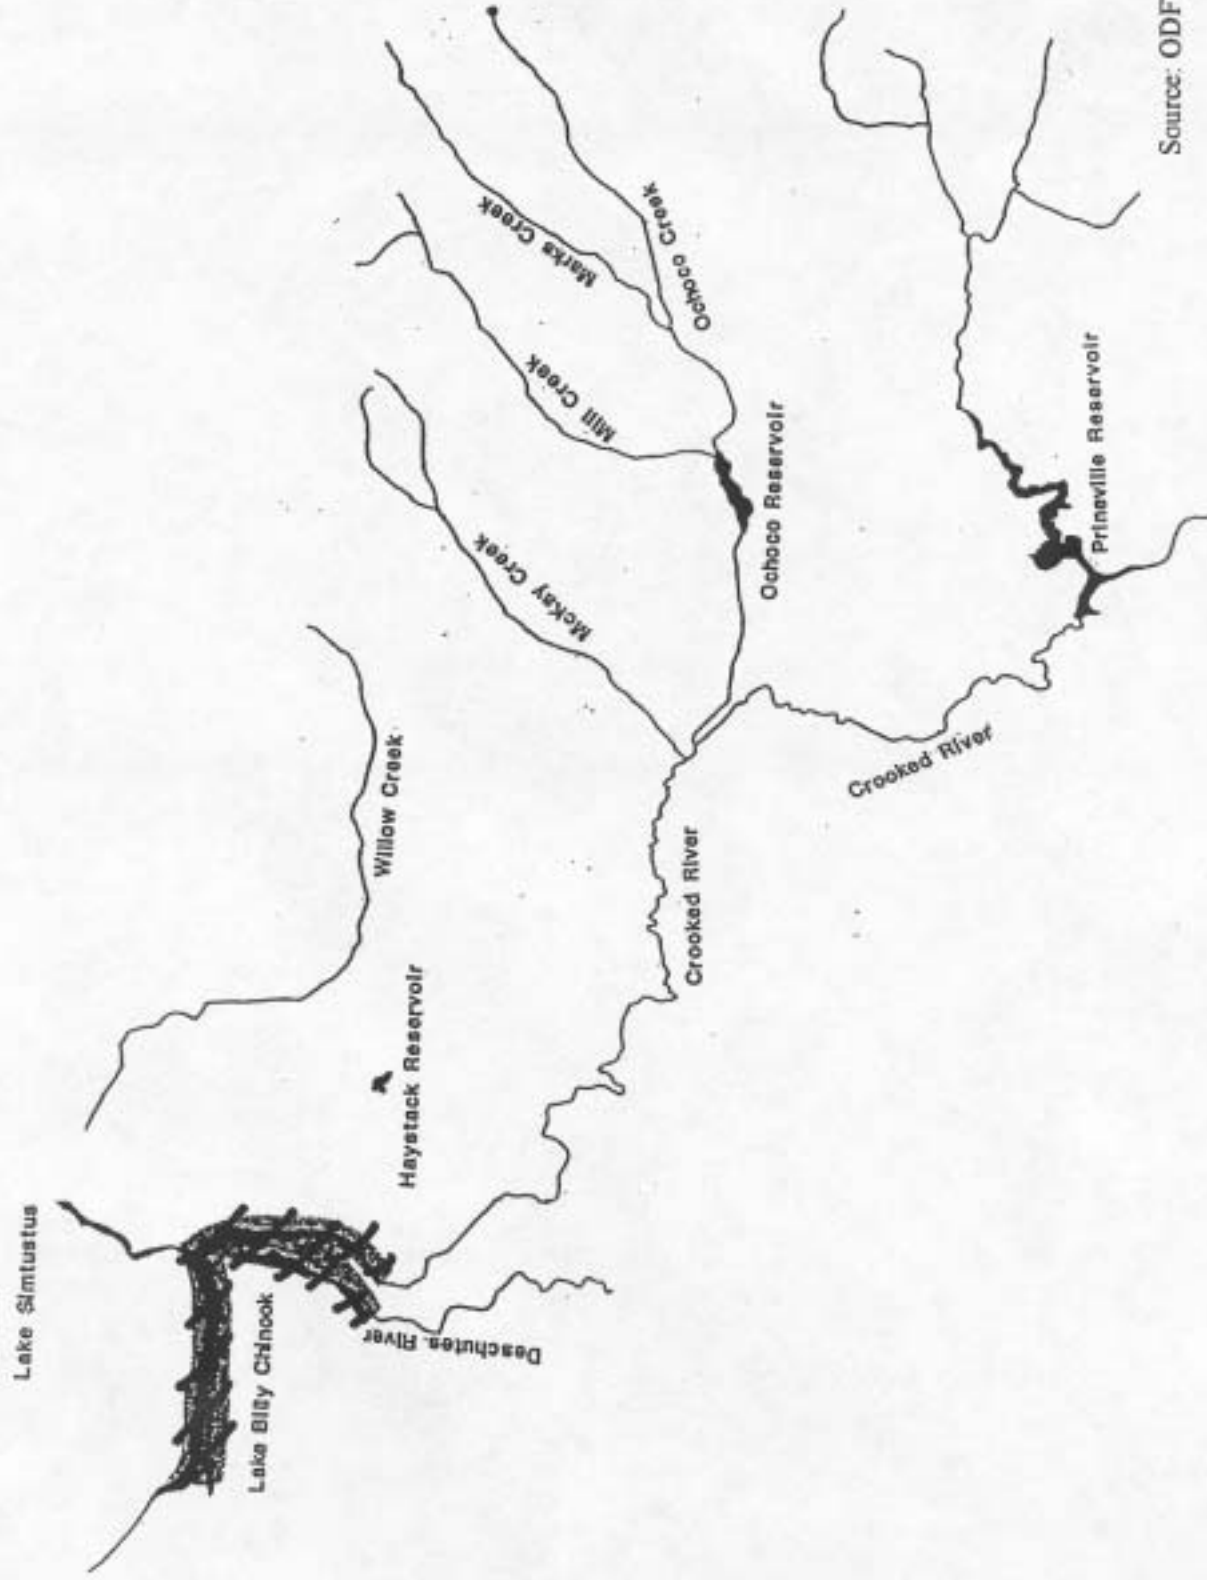 Lake Simtustus
Lake Billy Chinook
Deschutes River
Haystack Reservoir
Willow Creek
Crooked River
McKay Creek
Mill Creek
Marks Creek
Ochoco Creek
Ochoco Reservoir
Crooked River
Prineville Reservoir
Source: ODF